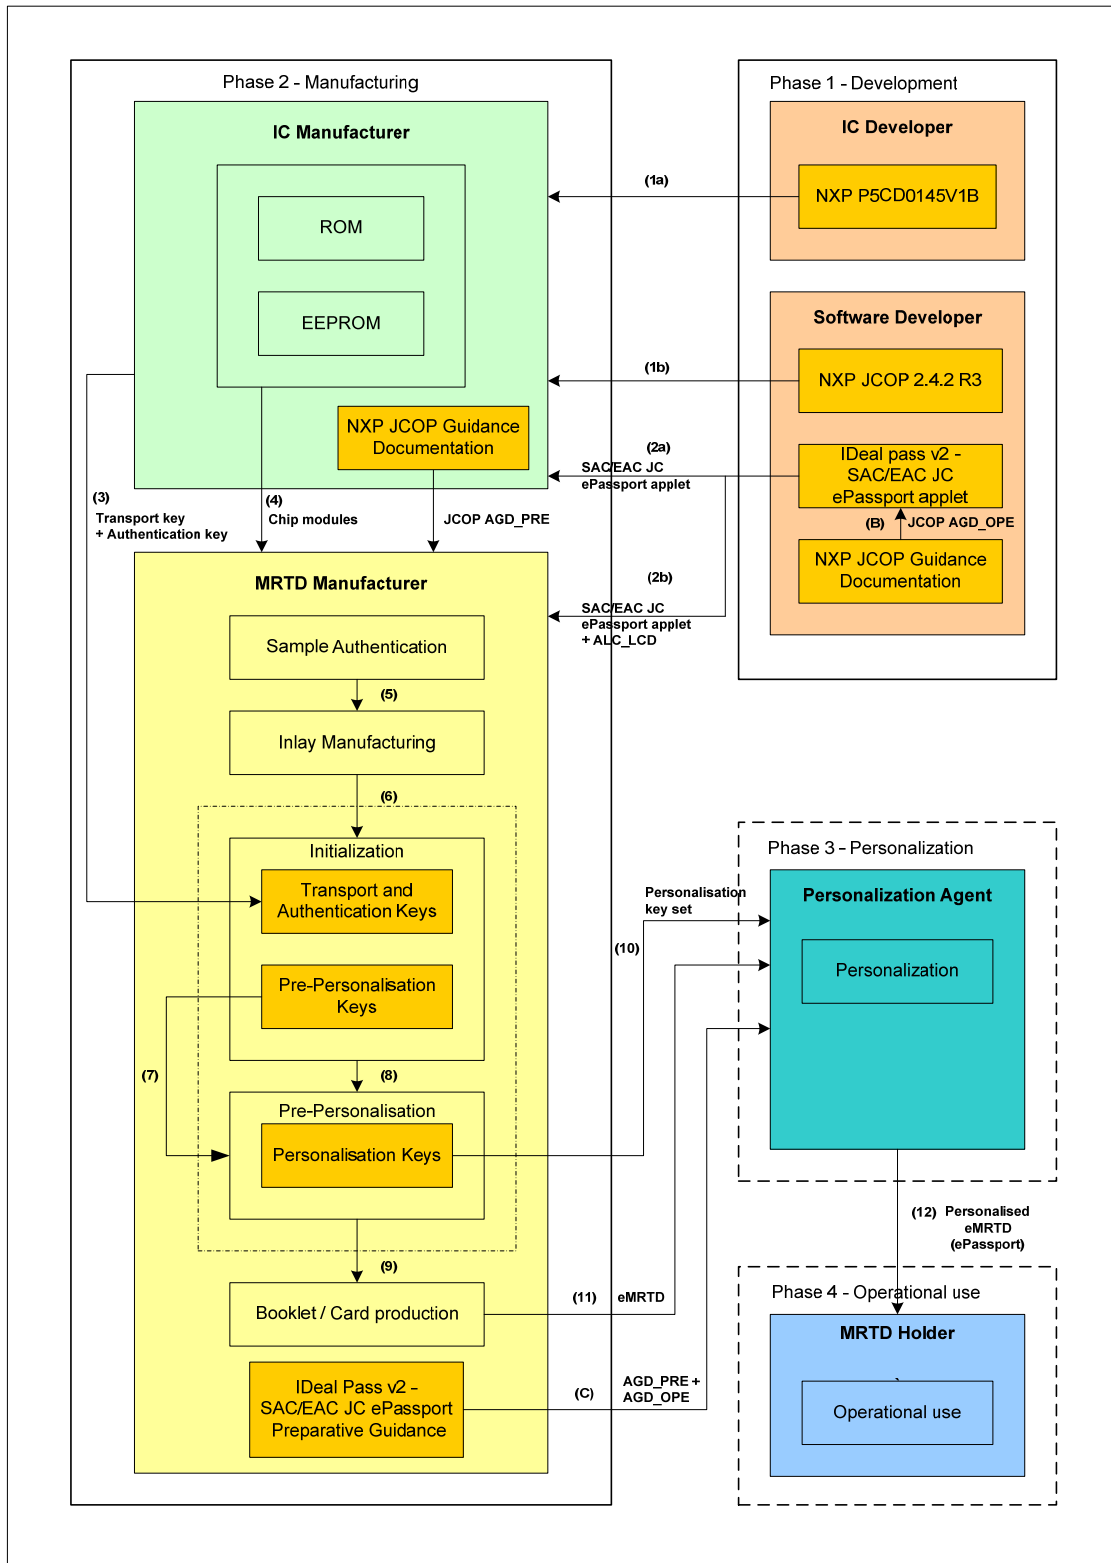 Phase 2 - Manufacturing
IC Manufacturer
ROM
EEPROM
NXP JCOP Guidance
Documentation
(3)
Transport key
+ Authentication key
(4)
Chip modules
JCOP AGD_PRE
Phase 1 - Development
IC Developer
NXP P5CD0145V1B
(1a)
Software Developer
NXP JCOP 2.4.2 R3
(1b)
IDeal pass v2 –
SAC/EAC JC
ePassport applet
(2a)
SAC/EAC JC
ePassport applet
(B)
JCOP AGD_OPE
NXP JCOP Guidance
Documentation
(2b)
SAC/EAC JC
ePassport applet
+ ALC_LCD
MRTD Manufacturer
Sample Authentication
(5)
Inlay Manufacturing
(6)
Initialization
Transport and
Authentication Keys
Pre-Personalisation
Keys
(7)
(8)
Pre-Personalisation
Personalisation Keys
(9)
Booklet / Card production
IDeal Pass v2 –
SAC/EAC JC ePassport
Preparative Guidance
Personalisation
key set
(10)
(11)
eMRTD
(C)
AGD_PRE +
AGD_OPE
Phase 3 - Personalization
Personalization Agent
Personalization
(12)
Personalised
eMRTD
(ePassport)
Phase 4 - Operational use
MRTD Holder
Operational use